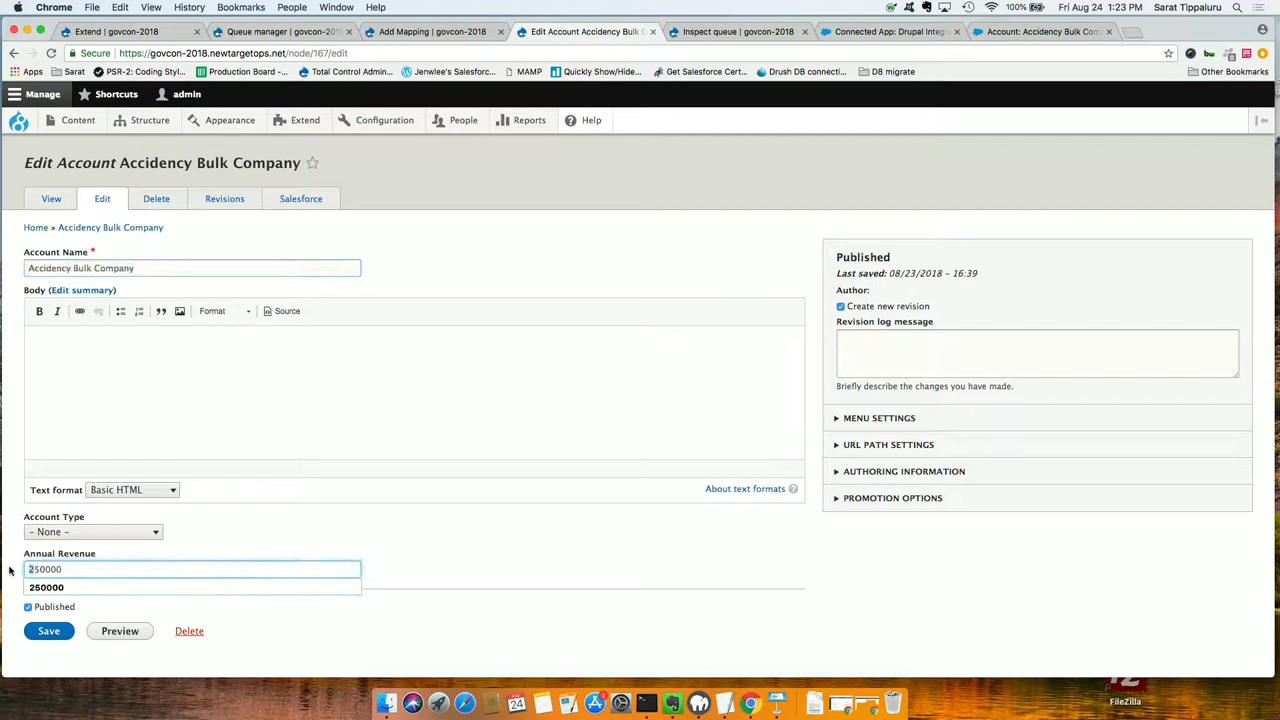 Chrome File Edit View History Bookmarks People Window Help
100% Fri Aug 24 1:23 PM Sarat Tippaluru
Extend | govcon-2018
Queue manager | govcon-2018
Add Mapping | govcon-2018
Edit Account Accidency Bulk C
Inspect queue | govcon-2018
Connected App: Drupal Integr
Account: Accidency Bulk Com
Secure https://govcon-2018.newtargetops.net/node/167/edit
Apps Sarat PSR-2: Coding Styl... Production Board -... Total Control Admin... Jenwlee's Salesforc... MAMP Quickly Show/Hide... Get Salesforce Cert... Drush DB connecti... D8 migrate Other Bookmarks
Manage Shortcuts admin
Content Structure Appearance Extend Configuration People Reports Help
Edit Account Accidency Bulk Company
View Edit Delete Revisions Salesforce
Home » Accidency Bulk Company
Account Name *
Accidency Bulk Company
Body (Edit summary)
B I Format Source
Text format Basic HTML About text formats ?
Account Type
- None -
Annual Revenue
250000
250000
Published
Save Preview Delete
Published
Last saved: 08/23/2018 - 16:39
Author:
Create new revision
Revision log message
Briefly describe the changes you have made.
MENU SETTINGS
URL PATH SETTINGS
AUTHORING INFORMATION
PROMOTION OPTIONS
24
FileZilla